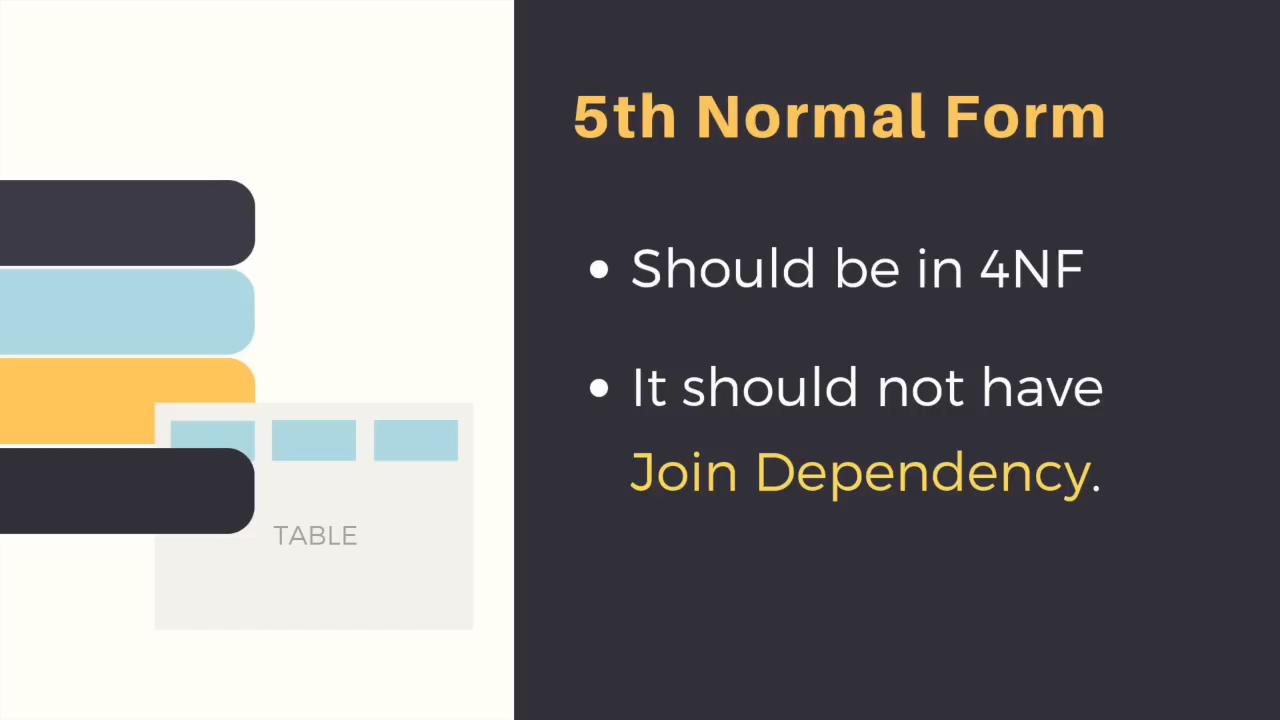 5th Normal Form
• Should be in 4NF
• It should not have
Join Dependency.
TABLE